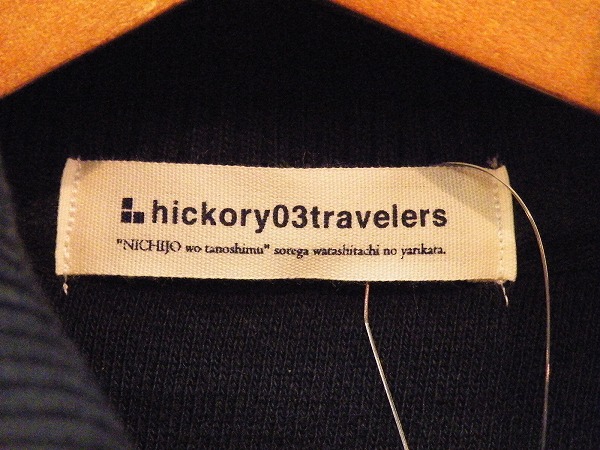 hickory03travelers
"NICHIJO wo tanoshimu" sorega watashitachi no yarikata.